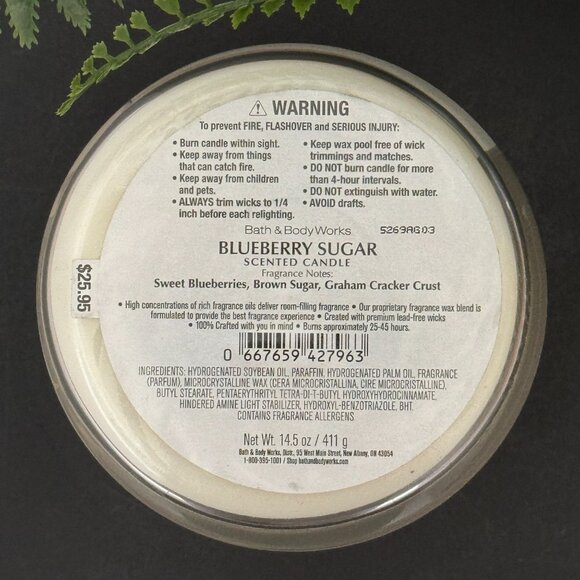 ⚠ WARNING
To prevent FIRE, FLASHOVER and SERIOUS INJURY:
• Burn candle within sight.
• Keep away from things
that can catch fire.
• Keep away from children
and pets.
• ALWAYS trim wicks to 1/4
inch before each relighting.
• Keep wax pool free of wick
trimmings and matches.
• DO NOT burn candle for more
than 4-hour intervals.
• DO NOT extinguish with water.
• AVOID drafts.
Bath & Body Works
5269AG03
BLUEBERRY SUGAR
SCENTED CANDLE
Fragrance Notes:
Sweet Blueberries, Brown Sugar, Graham Cracker Crust
• High concentrations of rich fragrance oils deliver room-filling fragrance • Our proprietary fragrance wax blend is
formulated to provide the best fragrance experience • Created with premium lead-free wicks
• 100% Crafted with you in mind • Burns approximately 25-45 hours.
0 667659 427963
INGREDIENTS: HYDROGENATED SOYBEAN OIL, PARAFFIN, HYDROGENATED PALM OIL, FRAGRANCE
(PARFUM), MICROCRYSTALLINE WAX (CERA MICROCRISTALLINA, CIRE MICROCRISTALLINE),
BUTYL STEARATE, PENTAERYTHRITYL TETRA-DI-T-BUTYL HYDROXYHYDROCINNAMATE,
HINDERED AMINE LIGHT STABILIZER, HYDROXYL-BENZOTRIAZOLE, BHT.
CONTAINS FRAGRANCE ALLERGENS
Net Wt. 14.5 oz / 411 g
Bath & Body Works, Distr., 95 West Main Street, New Albany, OH 43054
1-800-395-1001 / Shop bathandbodyworks.com
$25.95